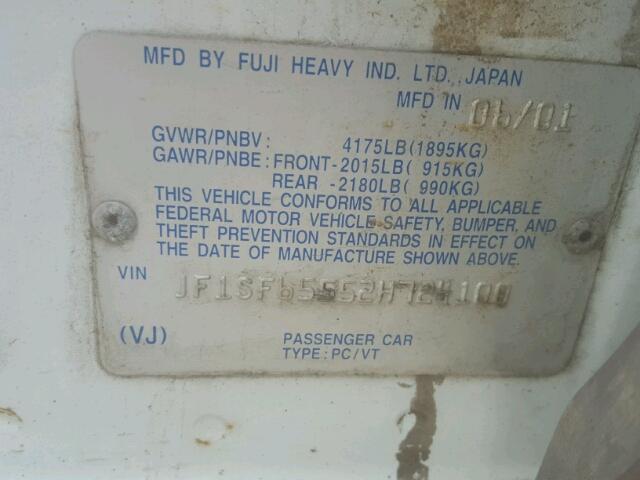 MFD BY FUJI HEAVY IND. LTD. JAPAN
MFD IN 06/01
GVWR/PNBV: 4175LB(1895KG)
GAWR/PNBE: FRONT-2015LB( 915KG)
REAR -2180LB( 990KG)
THIS VEHICLE CONFORMS TO ALL APPLICABLE
FEDERAL MOTOR VEHICLE SAFETY, BUMPER, AND
THEFT PREVENTION STANDARDS IN EFFECT ON
THE DATE OF MANUFACTURE SHOWN ABOVE.
VIN JF1SF65552H724100
(VJ) PASSENGER CAR
TYPE: PC/VT